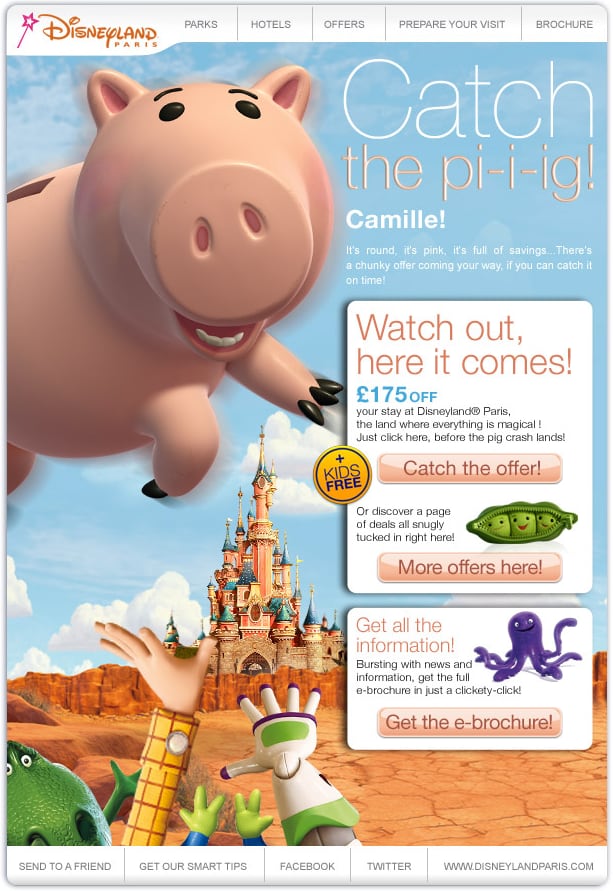 DISNEYLAND
PARIS
PARKS
HOTELS
OFFERS
PREPARE YOUR VISIT
BROCHURE
Catch
the pi-i-ig!
Camille!
It's round, it's pink, it's full of savings...There's
a chunky offer coming your way, if you can catch it
on time!
Watch out,
here it comes!
£175 OFF
your stay at Disneyland® Paris,
the land where everything is magical !
Just click here, before the pig crash lands!
+
KIDS
FREE
Catch the offer!
Or discover a page
of deals all snugly
tucked in right here!
More offers here!
Get all the
information!
Bursting with news and
information, get the full
e-brochure in just a clickety-click!
Get the e-brochure!
SEND TO A FRIEND
GET OUR SMART TIPS
FACEBOOK
TWITTER
WWW.DISNEYLANDPARIS.COM